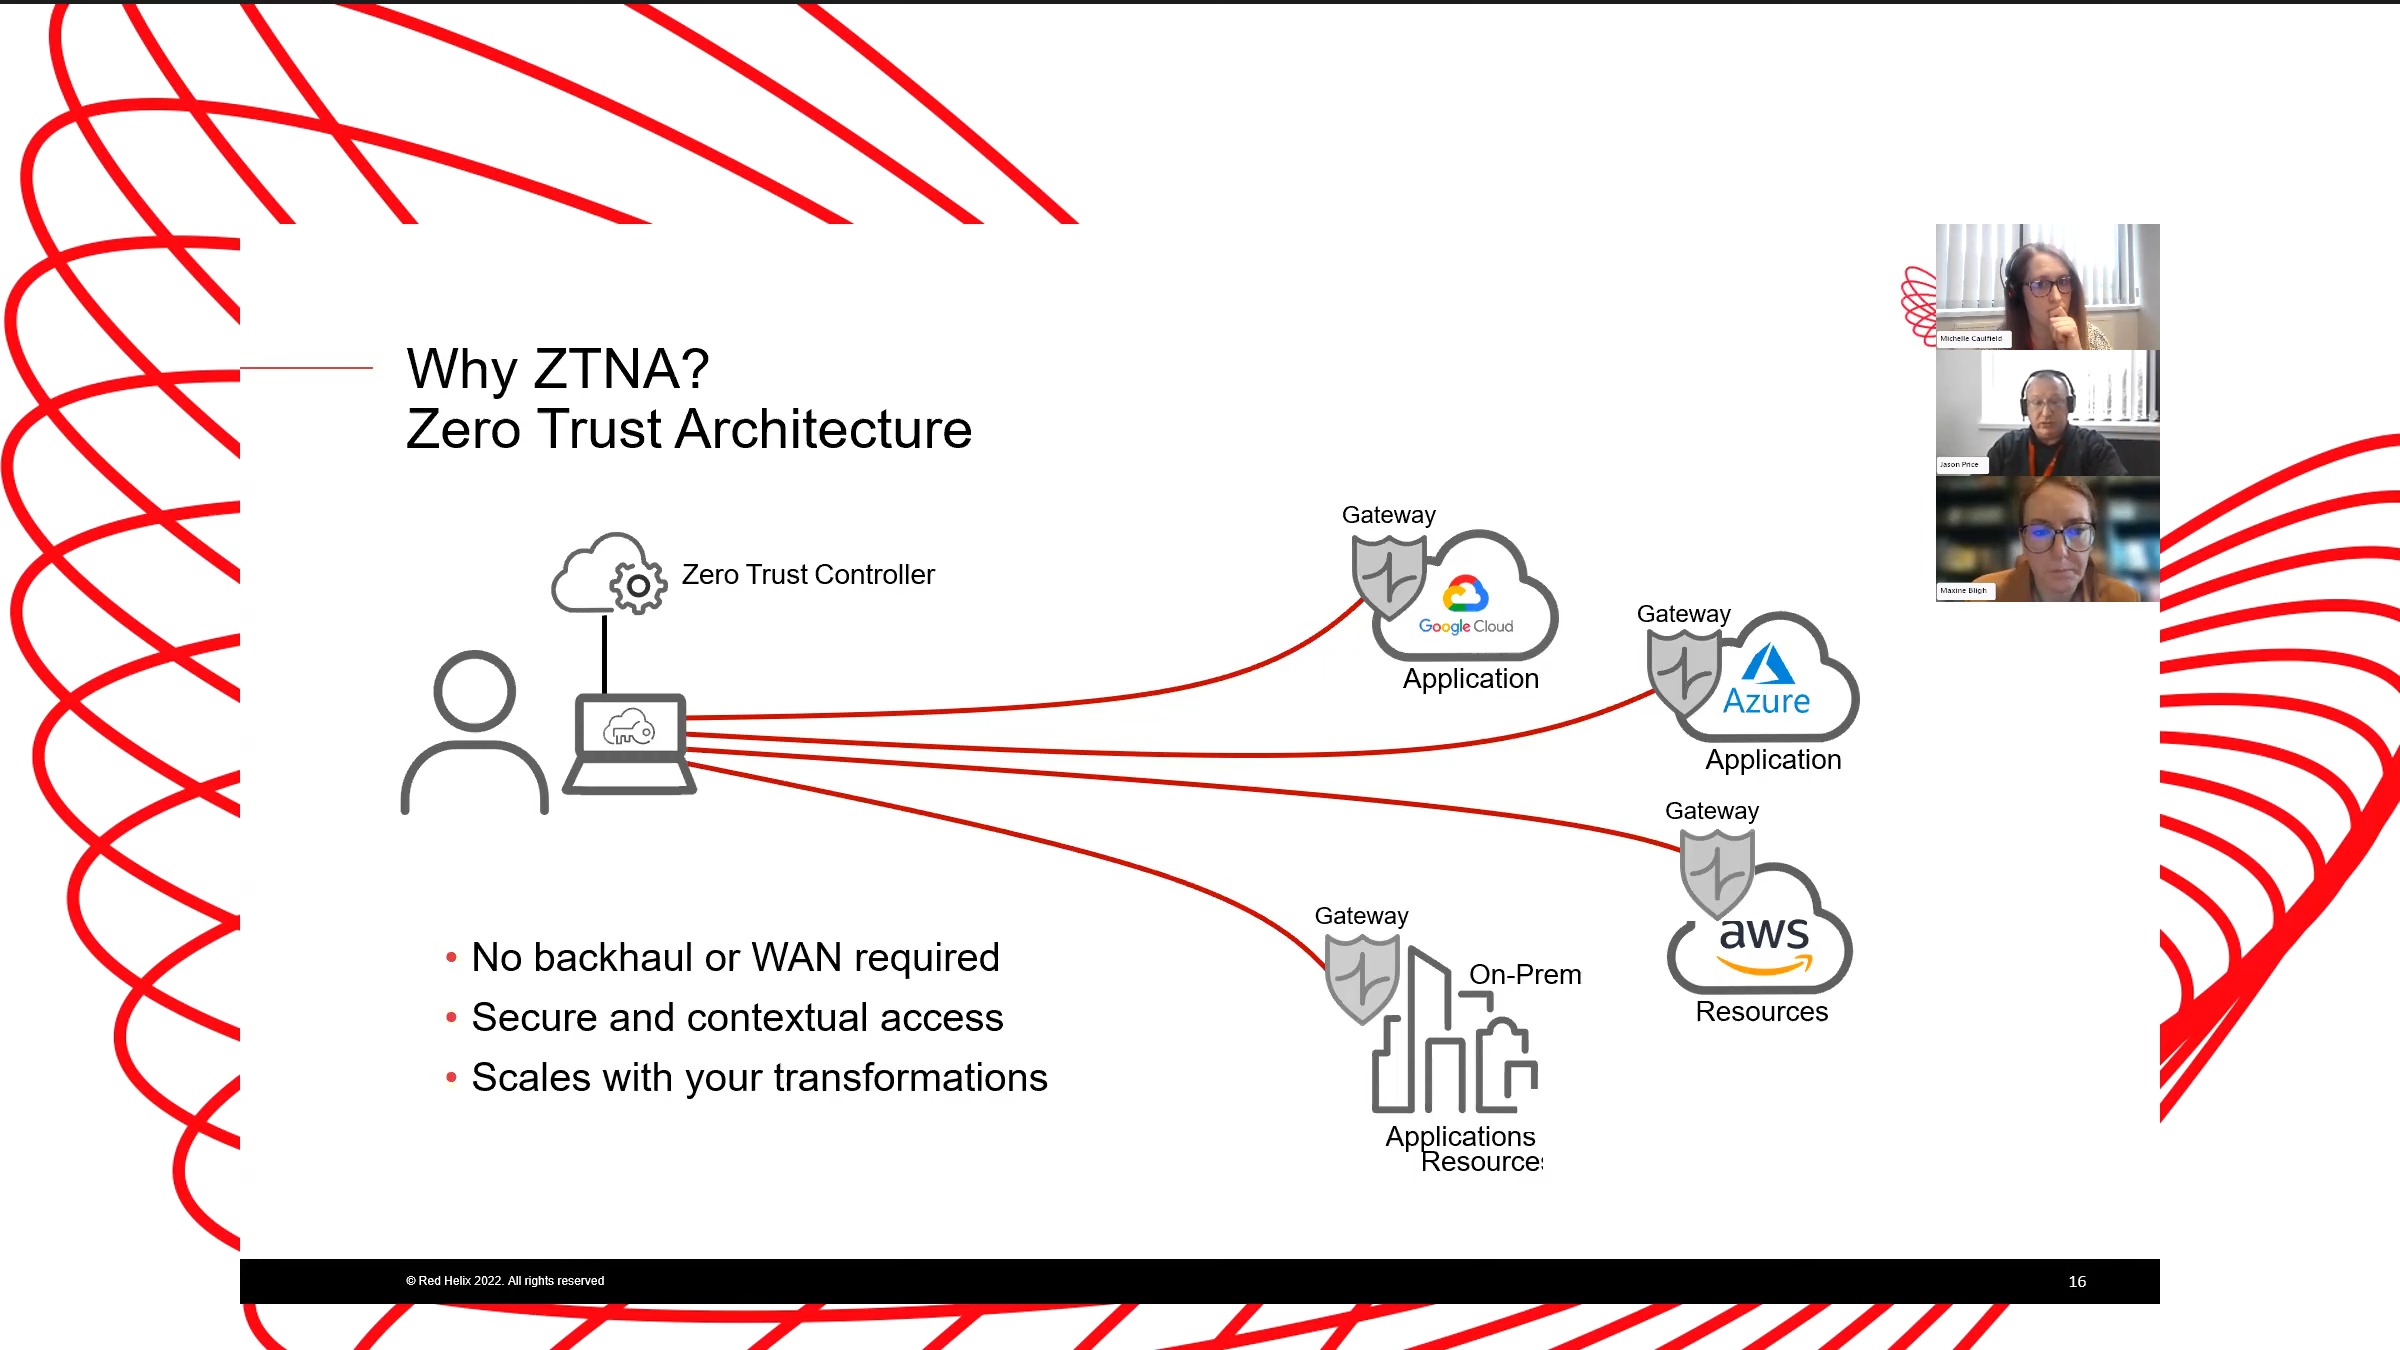 Why ZTNA?
Zero Trust Architecture
Michelle Caulfield
Jason Price
Maxine Bligh
Zero Trust Controller
Gateway
Google Cloud
Application
Gateway
Azure
Application
Gateway
aws
Resources
Gateway
On-Prem
Applications
Resources
• No backhaul or WAN required
• Secure and contextual access
• Scales with your transformations
© Red Helix 2022. All rights reserved
16